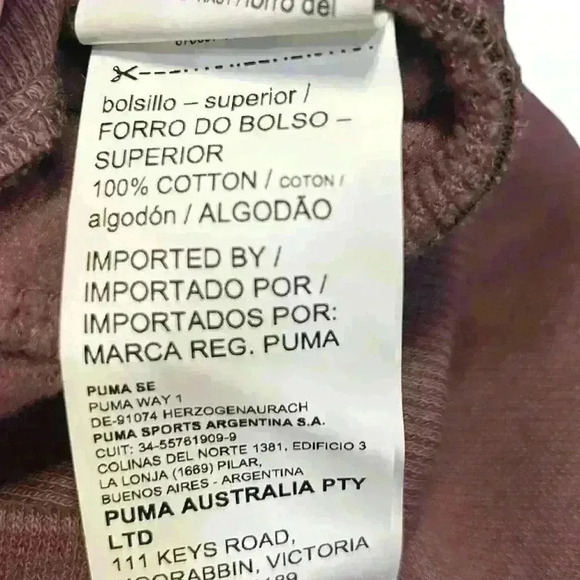 /forro del
bolsillo – superior /
FORRO DO BOLSO –
SUPERIOR
100% COTTON / COTON /
algodón / ALGODÃO
IMPORTED BY /
IMPORTADO POR /
IMPORTADOS POR:
MARCA REG. PUMA
PUMA SE
PUMA WAY 1
DE-91074 HERZOGENAURACH
PUMA SPORTS ARGENTINA S.A.
CUIT: 34-55761909-9
COLINAS DEL NORTE 1381, EDIFICIO 3
LA LONJA (1669) PILAR,
BUENOS AIRES - ARGENTINA
PUMA AUSTRALIA PTY
LTD
111 KEYS ROAD,
VICTORIA